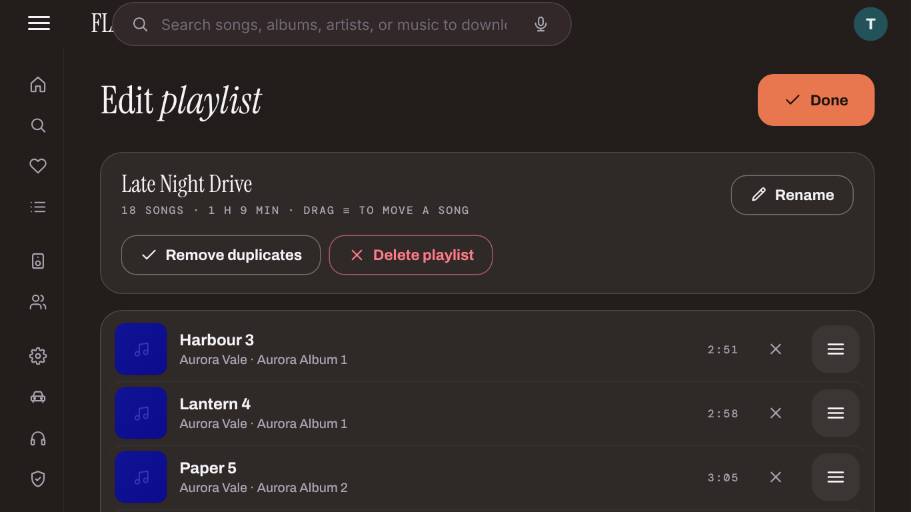 FL
Search songs, albums, artists, or music to downl
T
Edit playlist
Done
Late Night Drive
18 SONGS · 1 H 9 MIN · DRAG ≡ TO MOVE A SONG
Rename
Remove duplicates
Delete playlist
Harbour 3
Aurora Vale · Aurora Album 1
2:51
Lantern 4
Aurora Vale · Aurora Album 1
2:58
Paper 5
Aurora Vale · Aurora Album 2
3:05